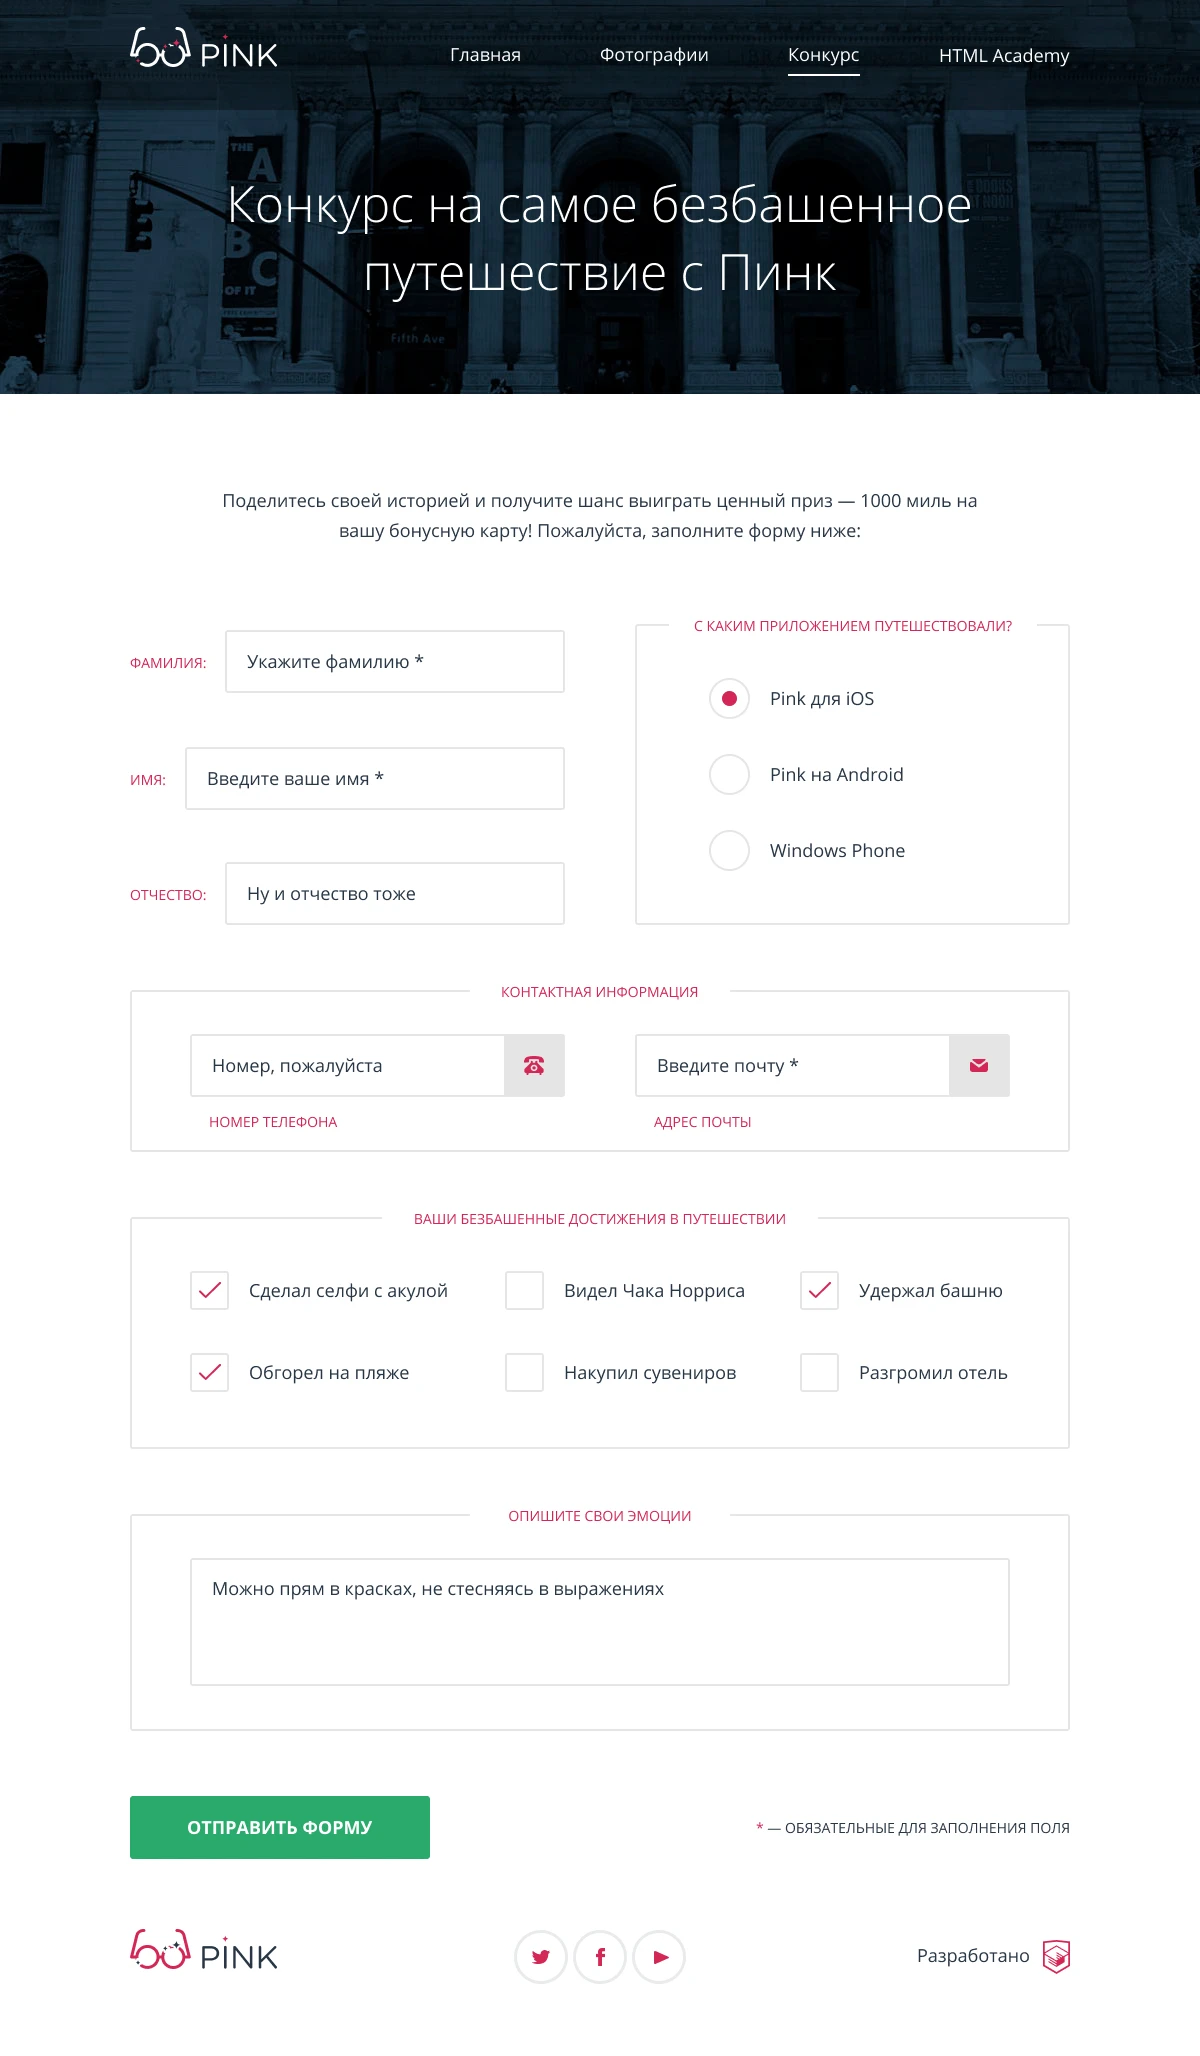 PINK
Главная
Фотографии
Конкурс
HTML Academy
THE
A
B
C
OF IT
Fifth Ave
Конкурс на самое безбашенное
путешествие с Пинк
Поделитесь своей историей и получите шанс выиграть ценный приз — 1000 миль на
вашу бонусную карту! Пожалуйста, заполните форму ниже:
ФАМИЛИЯ:
Укажите фамилию *
ИМЯ:
Введите ваше имя *
ОТЧЕСТВО:
Ну и отчество тоже
С КАКИМ ПРИЛОЖЕНИЕМ ПУТЕШЕСТВОВАЛИ?
Pink для iOS
Pink на Android
Windows Phone
КОНТАКТНАЯ ИНФОРМАЦИЯ
Номер, пожалуйста
НОМЕР ТЕЛЕФОНА
Введите почту *
АДРЕС ПОЧТЫ
ВАШИ БЕЗБАШЕННЫЕ ДОСТИЖЕНИЯ В ПУТЕШЕСТВИИ
Сделал селфи с акулой
Видел Чака Норриса
Удержал башню
Обгорел на пляже
Накупил сувениров
Разгромил отель
ОПИШИТЕ СВОИ ЭМОЦИИ
Можно прям в красках, не стесняясь в выражениях
ОТПРАВИТЬ ФОРМУ
* — ОБЯЗАТЕЛЬНЫЕ ДЛЯ ЗАПОЛНЕНИЯ ПОЛЯ
PINK
Разработано